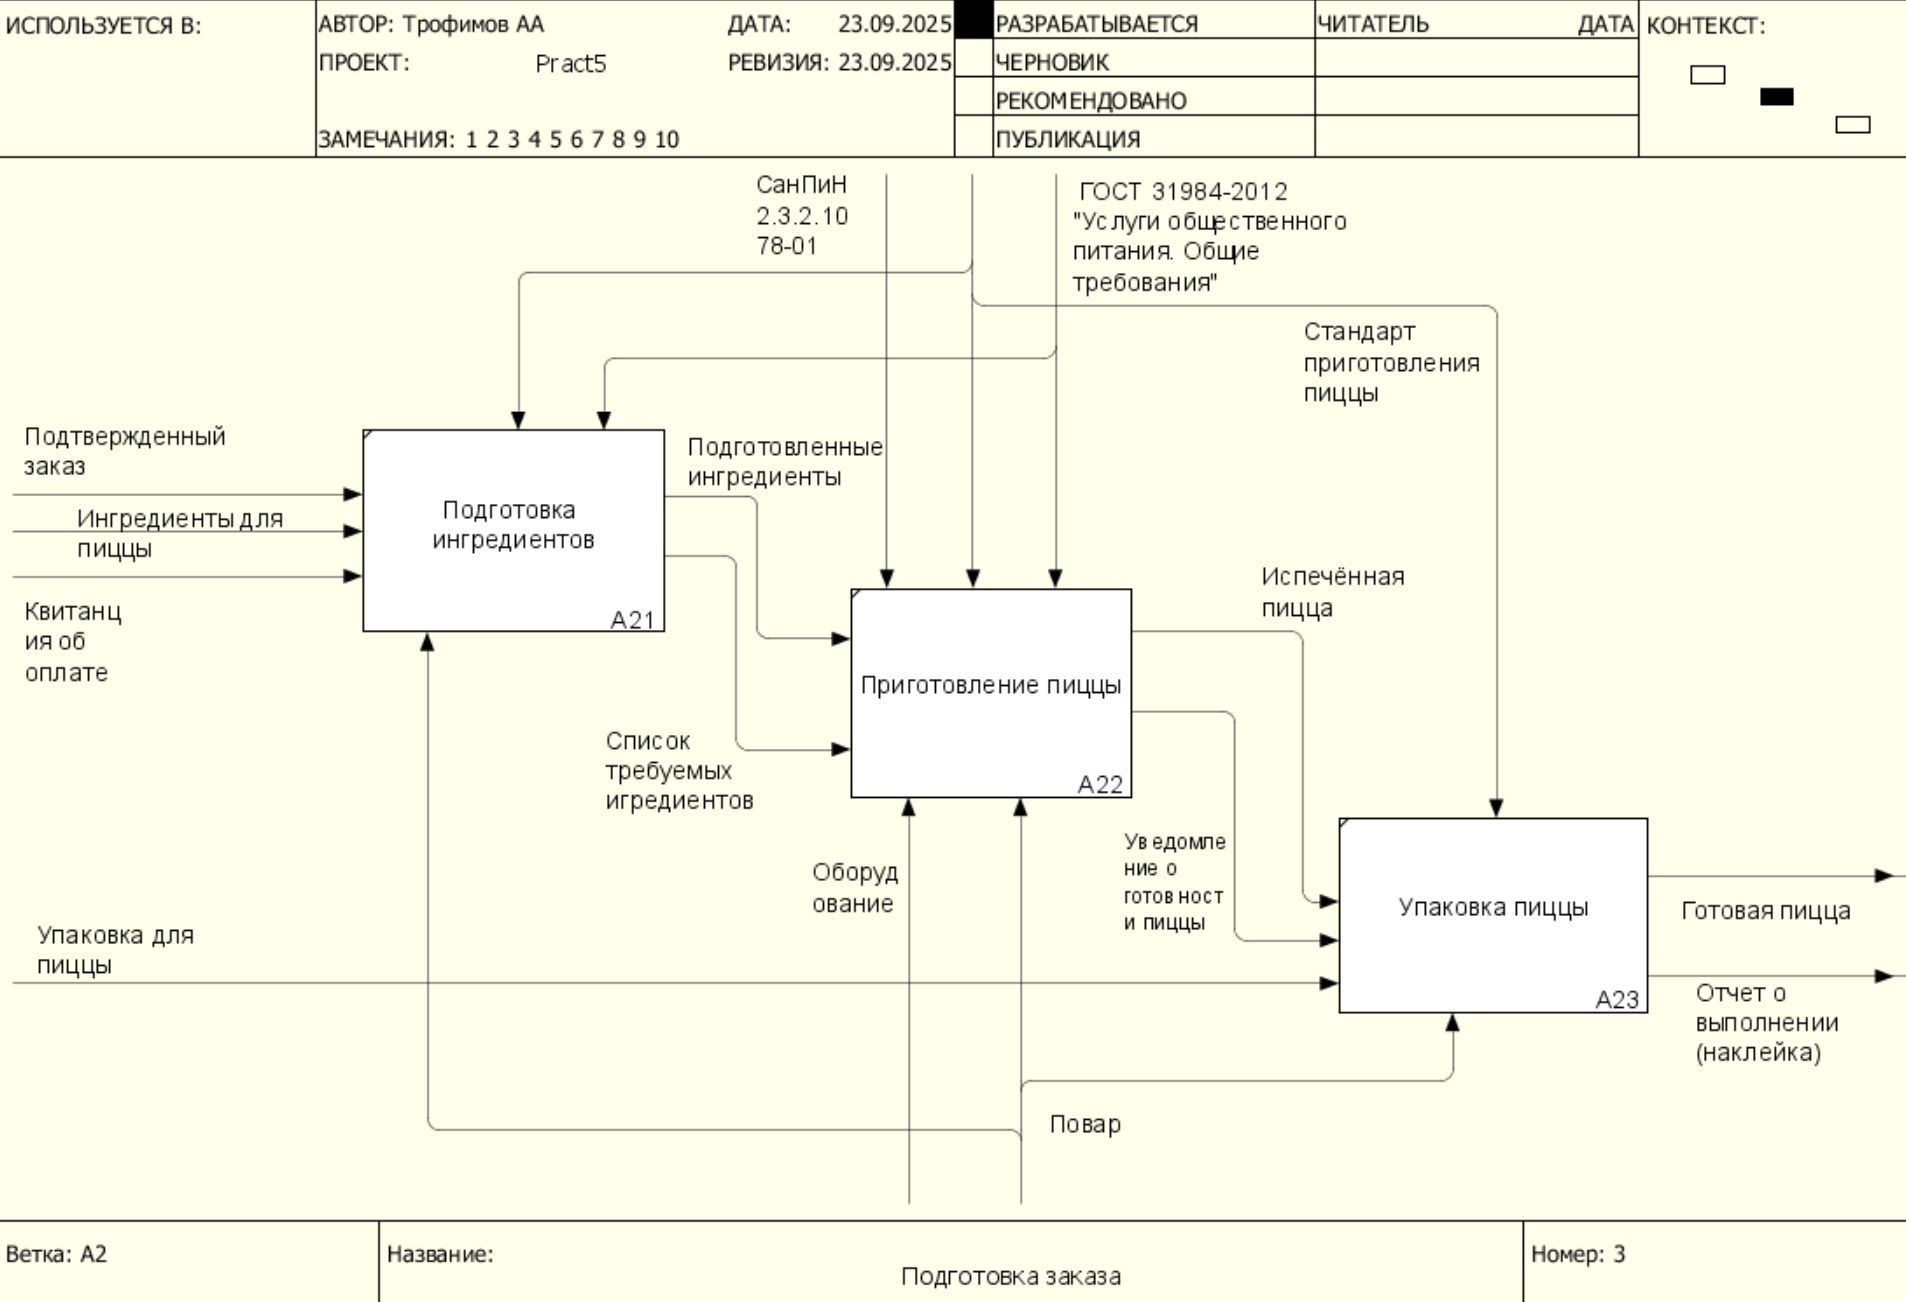 ИСПОЛЬЗУЕТСЯ В:
АВТОР: Трофимов АА
ДАТА: 23.09.2025
ПРОЕКТ: Pract5
РЕВИЗИЯ: 23.09.2025
ЗАМЕЧАНИЯ: 1 2 3 4 5 6 7 8 9 10
РАЗРАБАТЫВАЕТСЯ
ЧЕРНОВИК
РЕКОМЕНДОВАНО
ПУБЛИКАЦИЯ
ЧИТАТЕЛЬ ДАТА
КОНТЕКСТ:
СанПиН
2.3.2.10
78-01
ГОСТ 31984-2012
"Услуги общественного
питания. Общие
требования"
Стандарт
приготовления
пиццы
Подтвержденный
заказ
Ингредиенты для
пиццы
Квитанц
ия об
оплате
Подготовка
ингредиентов
A21
Подготовленные
ингредиенты
Список
требуемых
игредиентов
Приготовление пиццы
A22
Испечённая
пицца
Уведомле
ние о
готовност
и пиццы
Оборуд
ование
Упаковка для
пиццы
Упаковка пиццы
A23
Готовая пицца
Отчет о
выполнении
(наклейка)
Повар
Ветка: A2
Название:
Подготовка заказа
Номер: 3